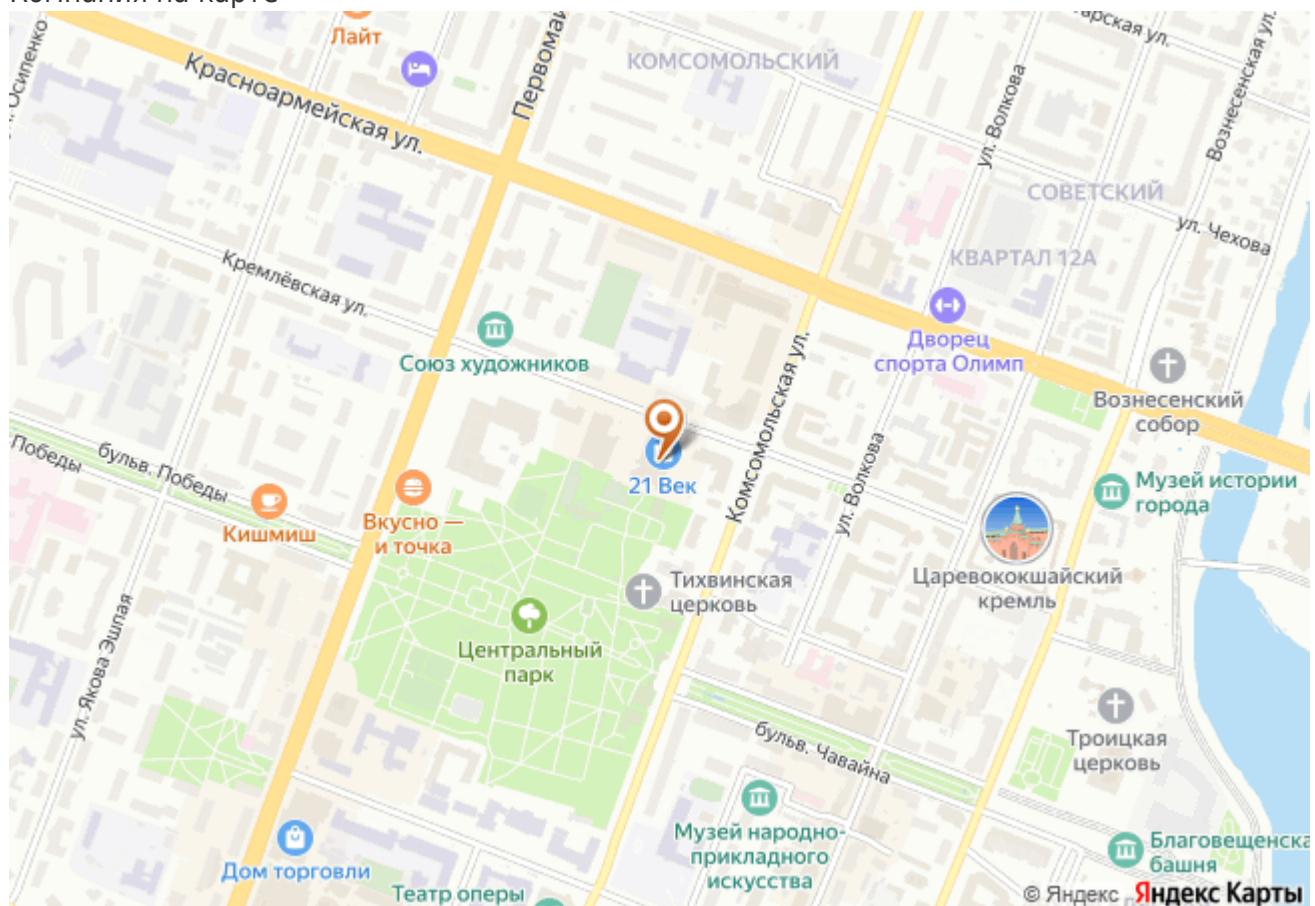 Компания на карте
Лайт
Осипенко
Красноармейская ул.
КОМСОМОЛЬСКИЙ
ул. Волкова
Вознесенская ул.
СОВЕТСКИЙ
ул. Чехова
КВАРТАЛ 12А
Кремлёвская ул.
Союз художников
Дворец
спорта Олимп
Комсомольская ул.
Вознесенский
собор
Победы
бульв. Победы
21 Век
ул. Волкова
Музей истории
города
Кишмиш
Вкусно —
и точка
Тихвинская
церковь
Царевококшайский
кремль
ул. Якова Эшпая
Центральный
парк
бульв. Чавайна
Троицкая
церковь
Музей народно-
прикладного
искусства
Дом торговли
Театр оперы
башня
© Яндекс
Яндекс Карты